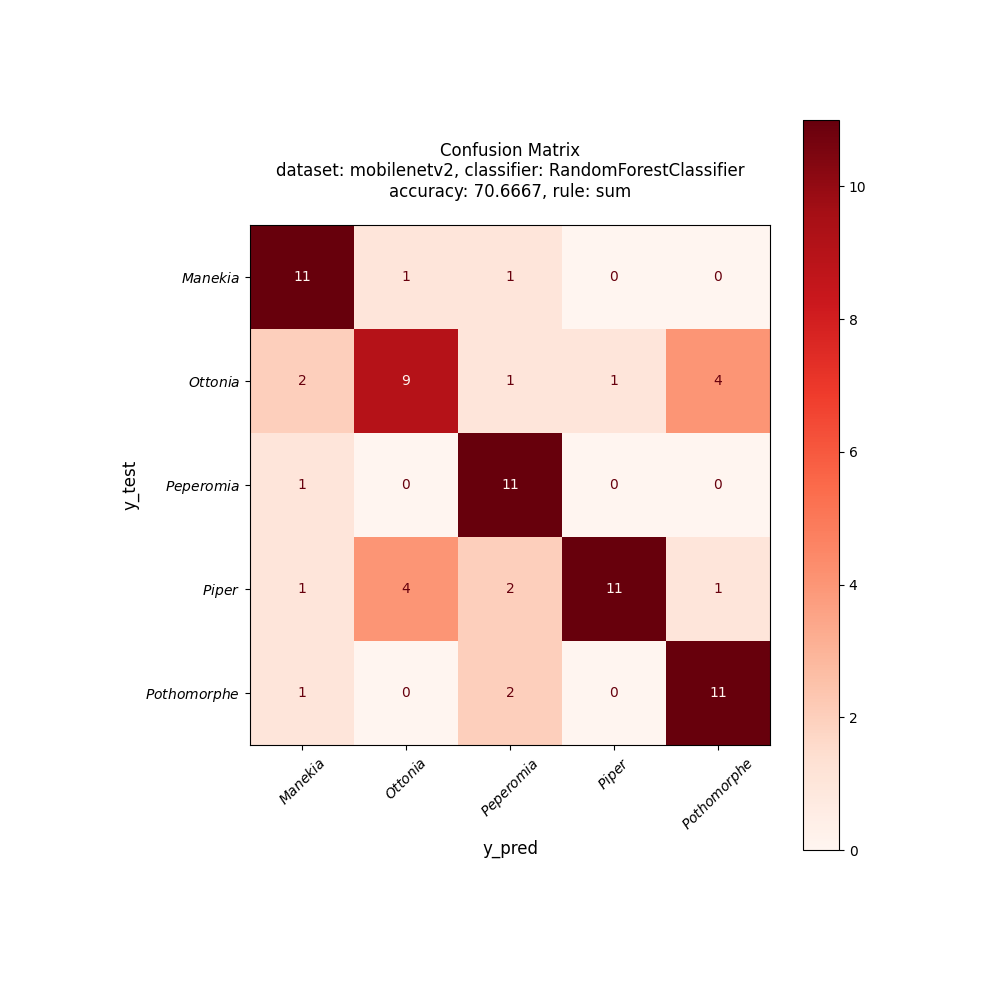 Confusion Matrix
dataset: mobilenetv2, classifier: RandomForestClassifier
accuracy: 70.6667, rule: sum
Manekia 11 1 1 0 0
Ottonia 2 9 1 1 4
Peperomia 1 0 11 0 0
Piper 1 4 2 11 1
Pothomorphe 1 0 2 0 11
y_test
Manekia Ottonia Peperomia Piper Pothomorphe
y_pred
10
8
6
4
2
0